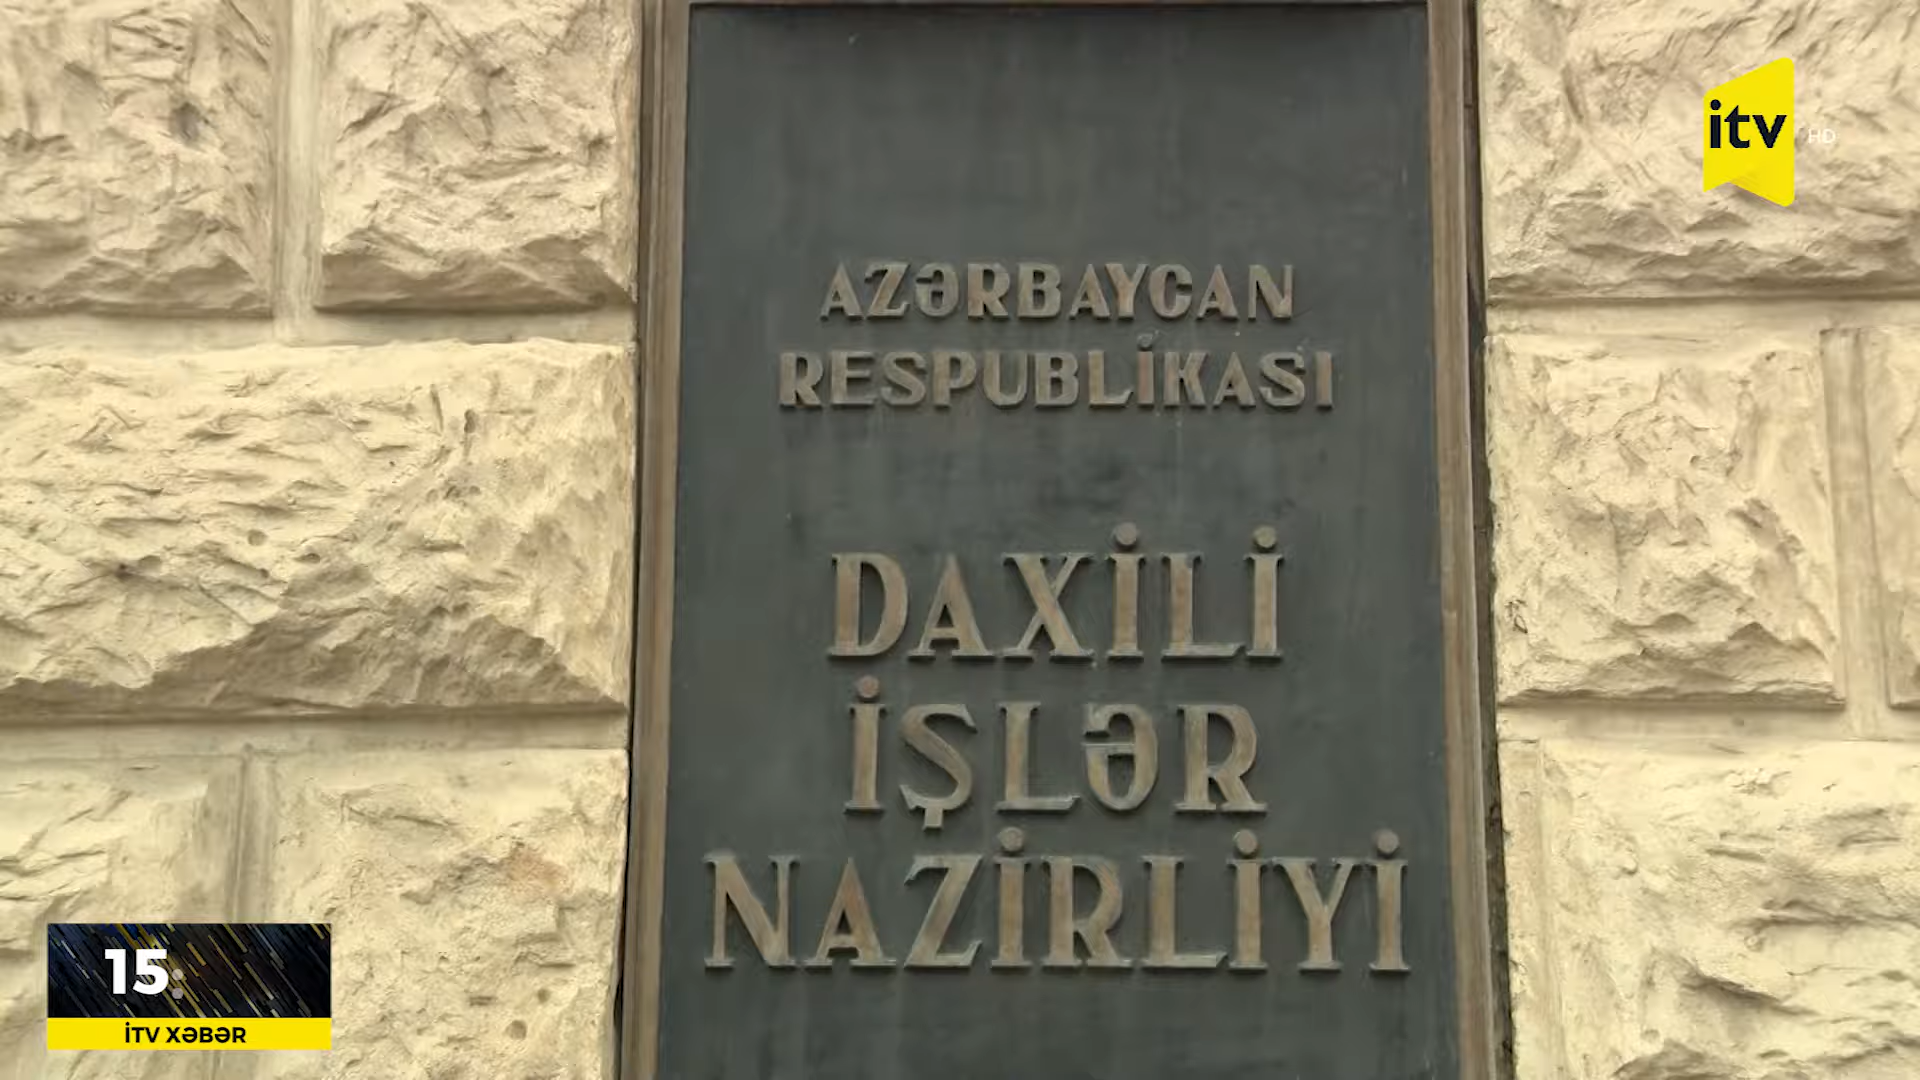 itv HD
AZƏRBAYCAN
RESPUBLİKASI
DAXİLİ
İŞLƏR
NAZİRLİYİ
15:
İTV XƏBƏR